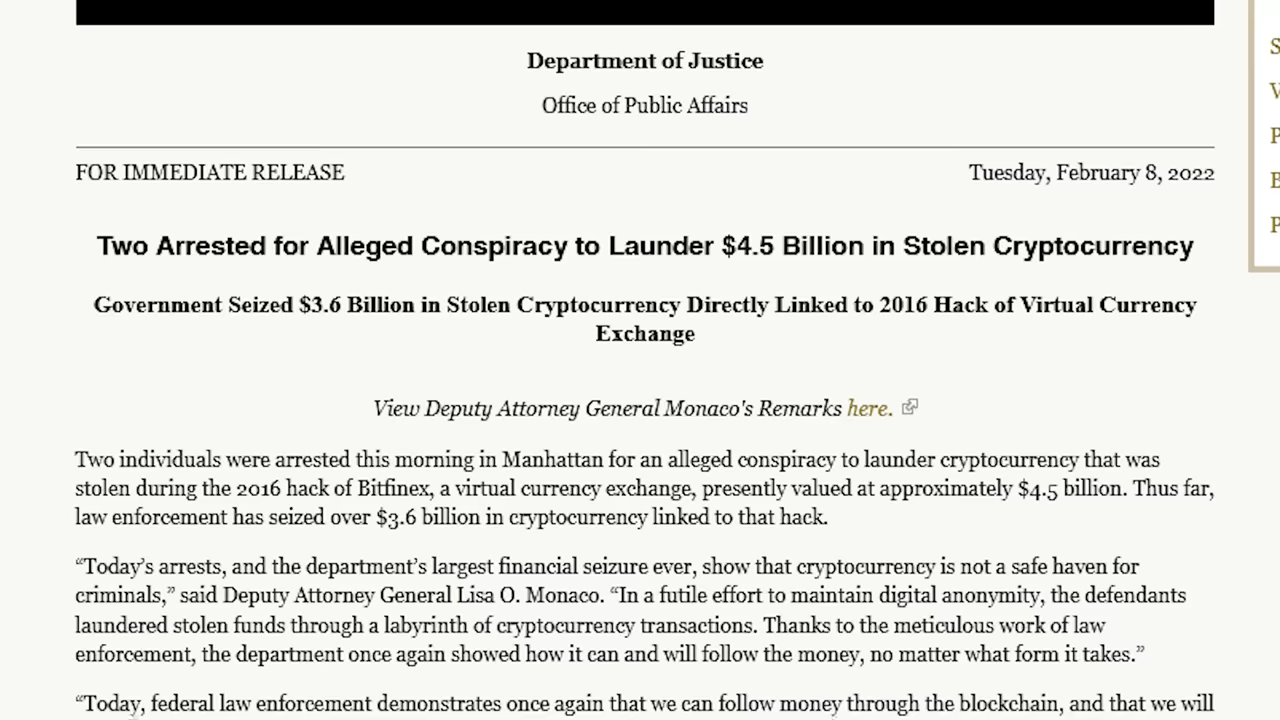 Department of Justice
Office of Public Affairs
FOR IMMEDIATE RELEASE
Tuesday, February 8, 2022
Two Arrested for Alleged Conspiracy to Launder $4.5 Billion in Stolen Cryptocurrency
Government Seized $3.6 Billion in Stolen Cryptocurrency Directly Linked to 2016 Hack of Virtual Currency
Exchange
View Deputy Attorney General Monaco's Remarks here.
Two individuals were arrested this morning in Manhattan for an alleged conspiracy to launder cryptocurrency that was
stolen during the 2016 hack of Bitfinex, a virtual currency exchange, presently valued at approximately $4.5 billion. Thus far,
law enforcement has seized over $3.6 billion in cryptocurrency linked to that hack.
“Today’s arrests, and the department’s largest financial seizure ever, show that cryptocurrency is not a safe haven for
criminals,” said Deputy Attorney General Lisa O. Monaco. “In a futile effort to maintain digital anonymity, the defendants
laundered stolen funds through a labyrinth of cryptocurrency transactions. Thanks to the meticulous work of law
enforcement, the department once again showed how it can and will follow the money, no matter what form it takes.”
“Today, federal law enforcement demonstrates once again that we can follow money through the blockchain, and that we will